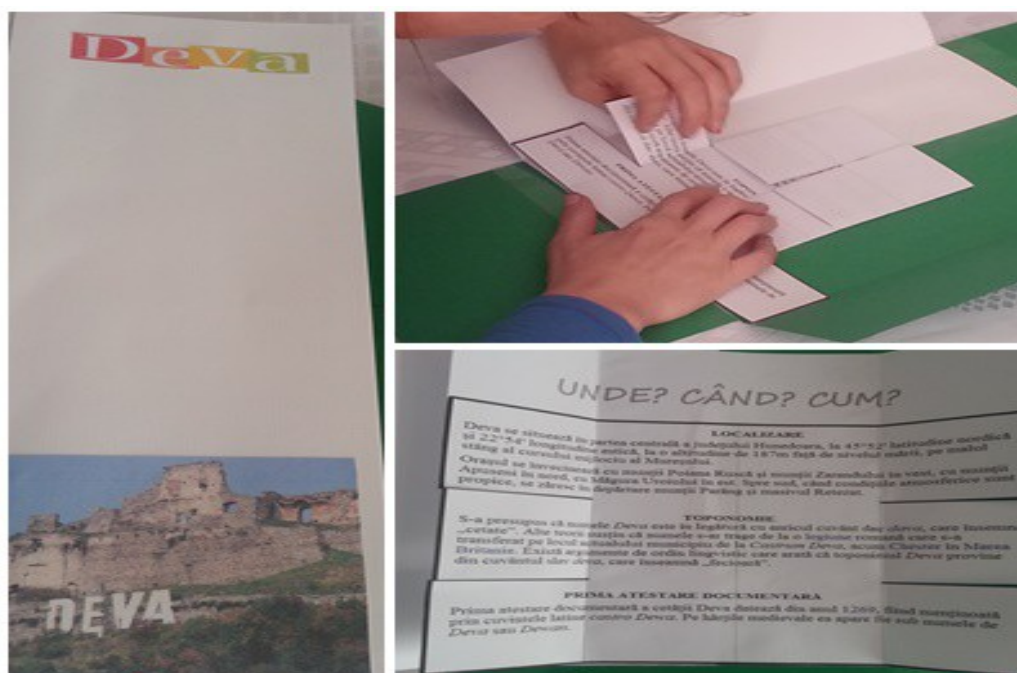 Deva
DEVA
PRIMA ATESTARE
UNDE? CÂND? CUM?
LOCALIZARE
Deva se situează în partea centrală a județului Hunedoara, la 45°52' latitudine nordică
și 22°54' longitudine estică, la o altitudine de 187m față de nivelul mării, pe malul
stâng al cursului mijlociu al Mureșului.
Orașul se învecinează cu munții Poiana Ruscă și munții Zarandului în vest, cu munții
Apuseni în nord, cu Măgura Uroiului în est. Spre sud, când condițiile atmosferice sunt
propice, se zăresc în depărtare munții Parâng și masivul Retezat.
TOPONOMIE
S-a presupus că numele Deva este în legătură cu anticul cuvânt dac dava, care înseamnă
„cetate”. Alte teorii susțin că numele s-ar trage de la o legiune romană care s-a
transferat pe locul actualului municipiu de la Castrum Deva, acum Chester în Marea
Britanie. Există argumente de ordin lingvistic care arată că toponimul Deva provine
din cuvântul slav deva, care înseamnă „fecioară”.
PRIMA ATESTARE DOCUMENTARĂ
Prima atestare documentară a cetății Deva datează din anul 1269, fiind menționată
prin cuvintele latine castro Deva. Pe hărțile medievale ea apare fie sub numele de
Deva sau Dewan.